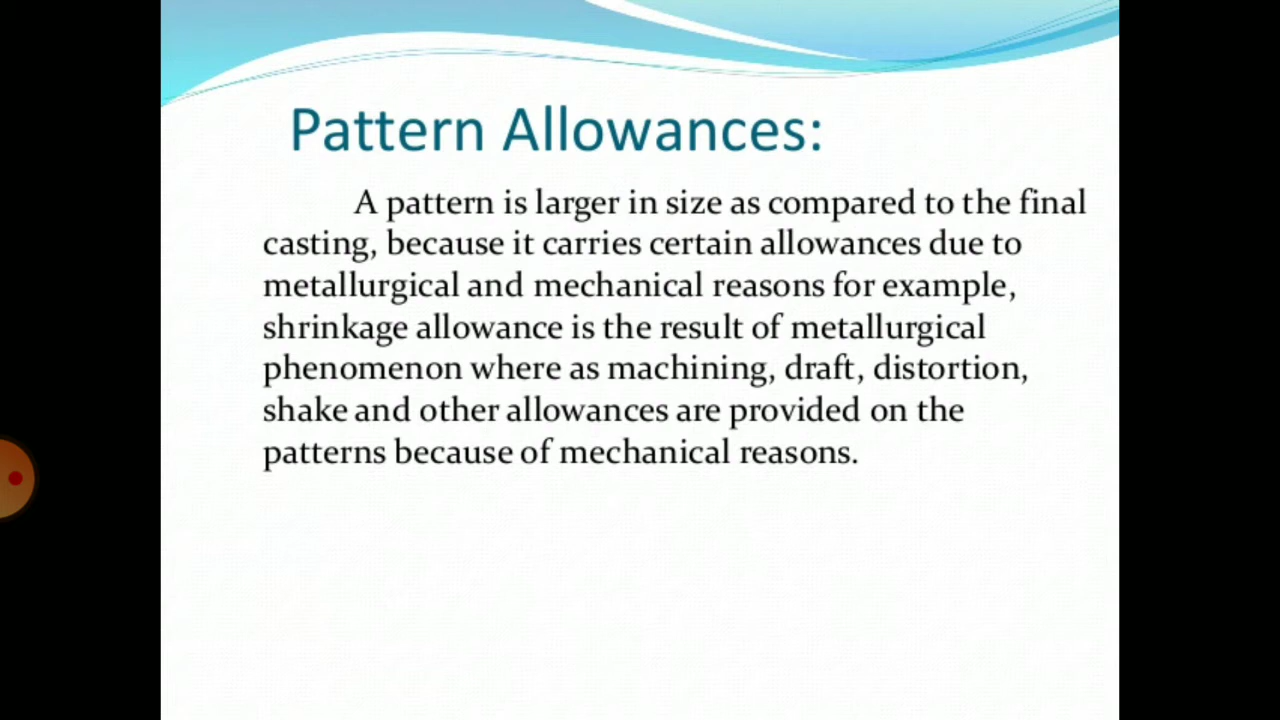 Pattern Allowances:
A pattern is larger in size as compared to the final
casting, because it carries certain allowances due to
metallurgical and mechanical reasons for example,
shrinkage allowance is the result of metallurgical
phenomenon where as machining, draft, distortion,
shake and other allowances are provided on the
patterns because of mechanical reasons.